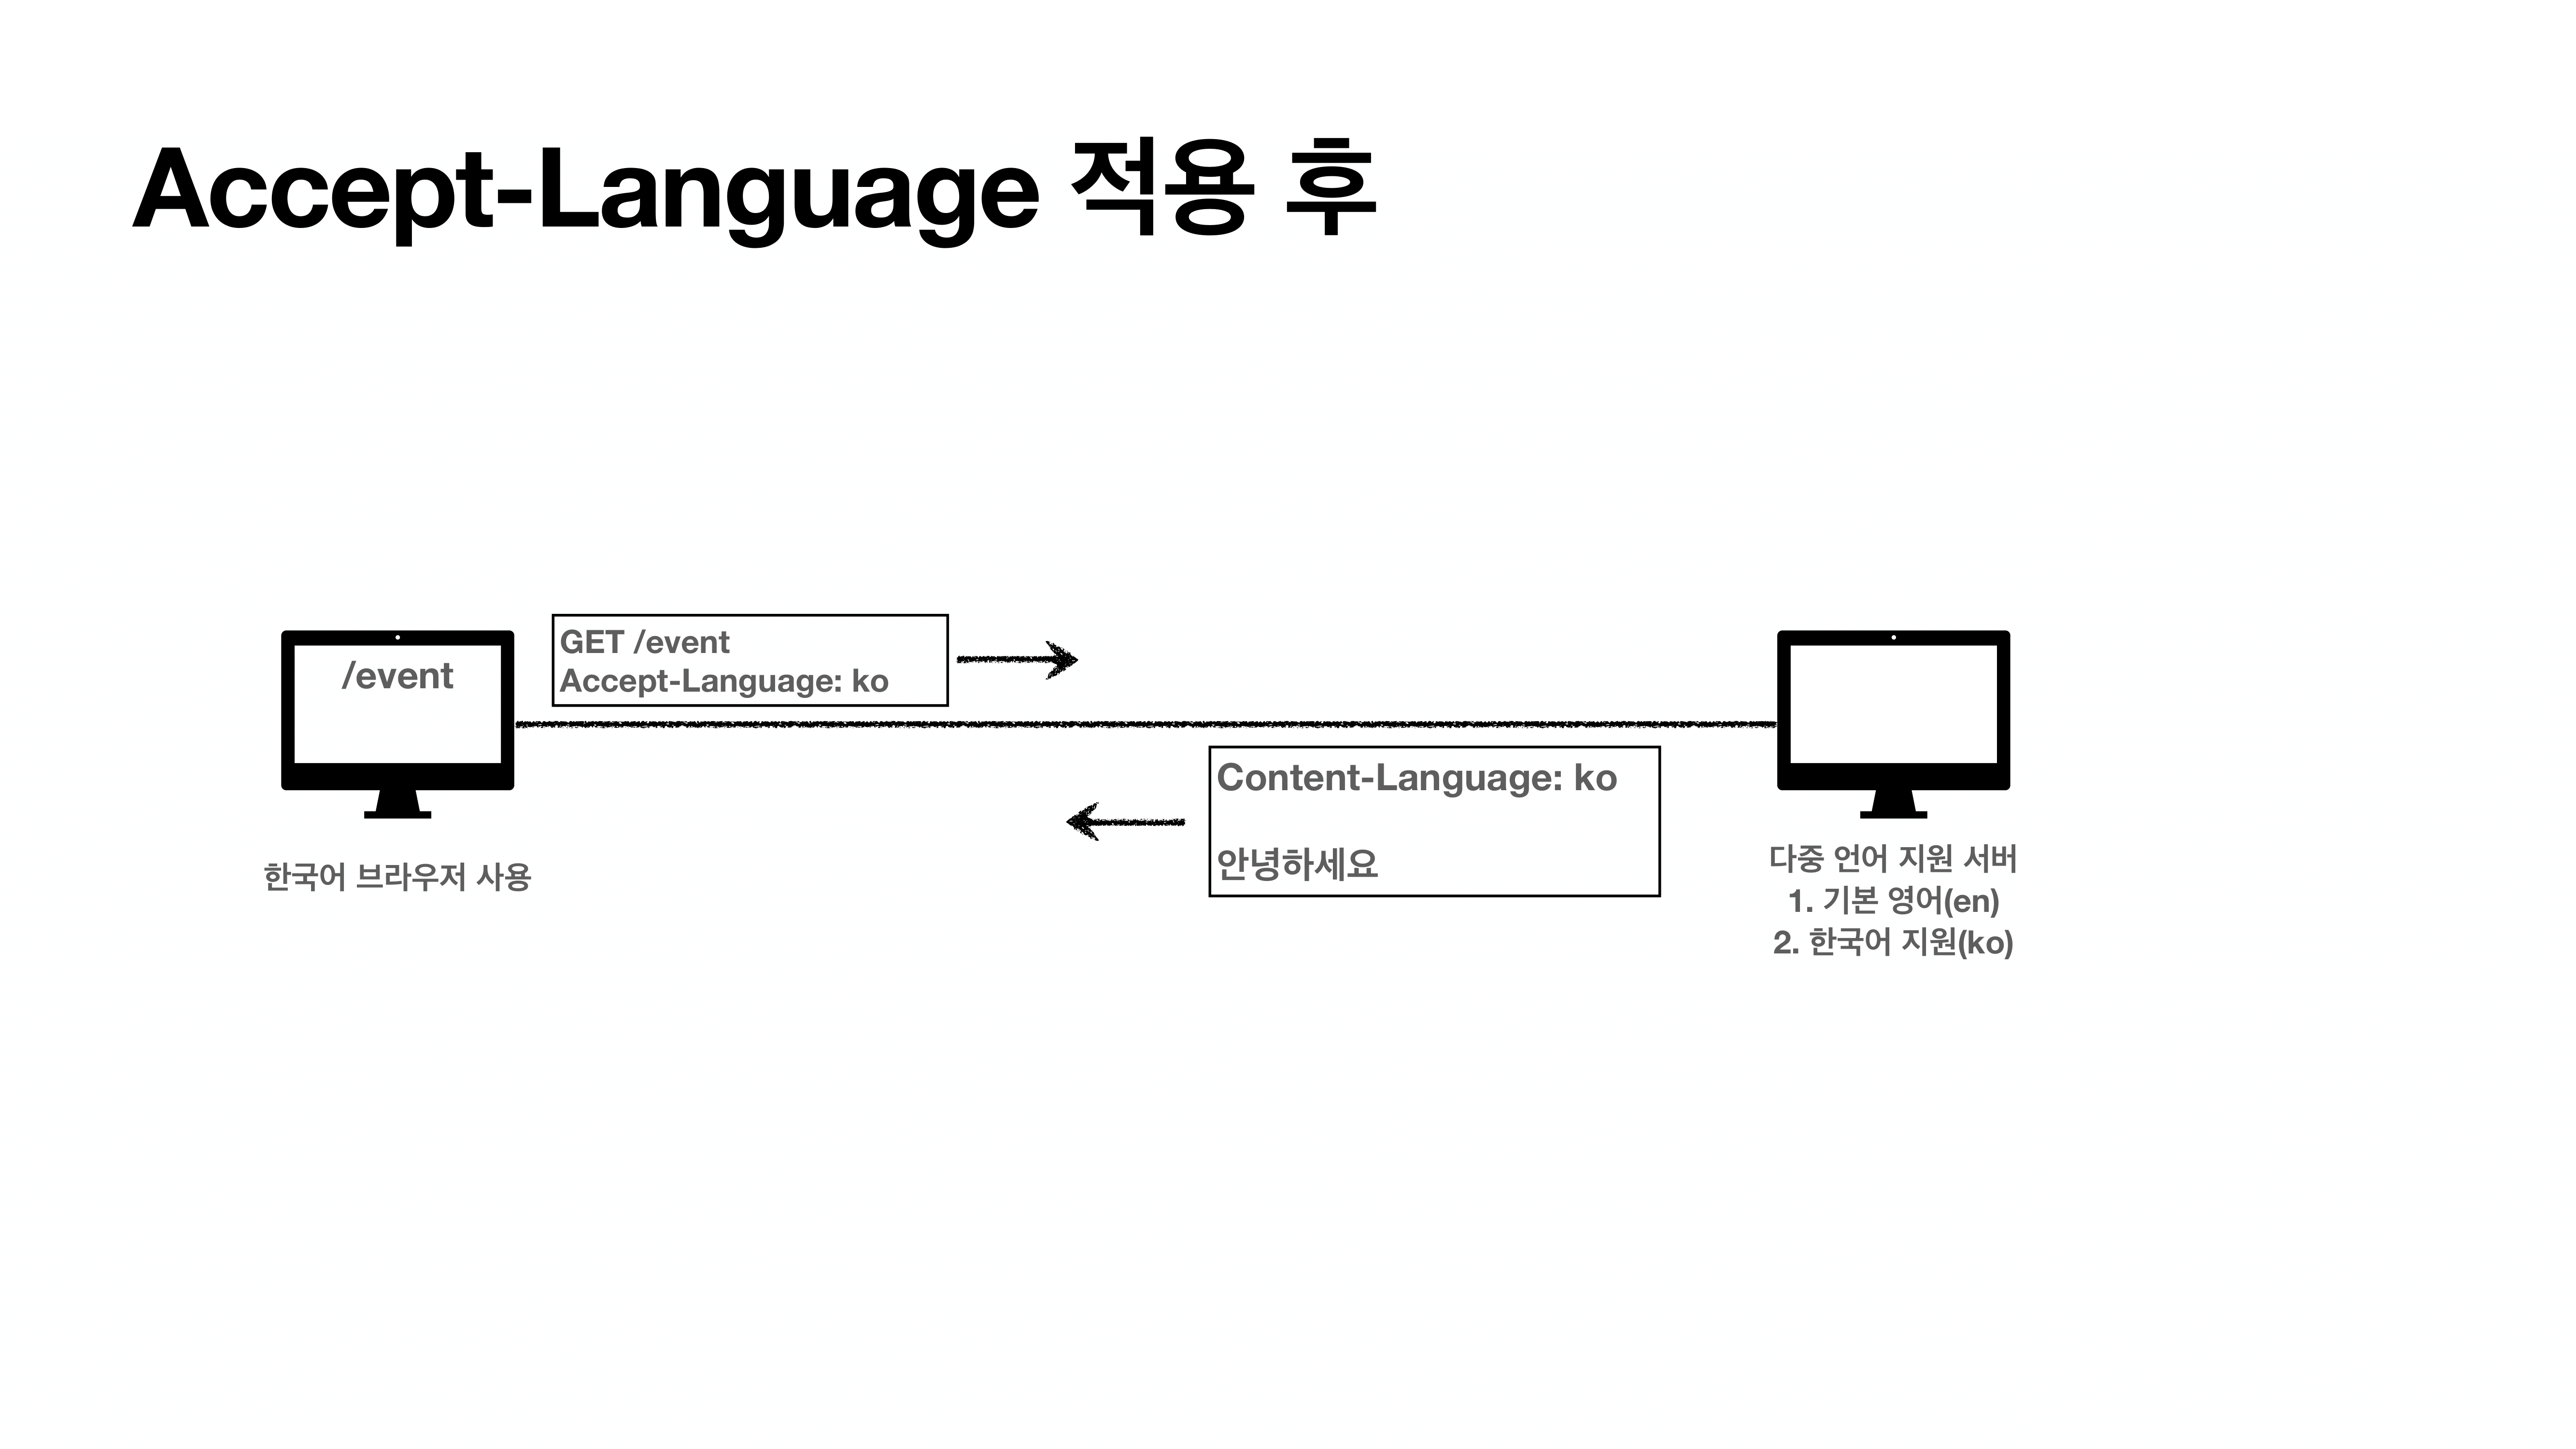 Accept-Language 적용 후
/event
GET /event
Accept-Language: ko
Content-Language: ko
안녕하세요
한국어 브라우저 사용
다중 언어 지원 서버
1. 기본 영어(en)
2. 한국어 지원(ko)